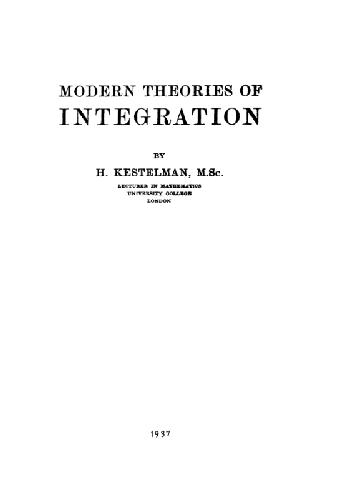 MODERN THEORIES OF
INTEGRATION
BY
H. KESTELMAN, M.Sc.
LECTURER IN MATHEMATICS
UNIVERSITY COLLEGE
LONDON
1937